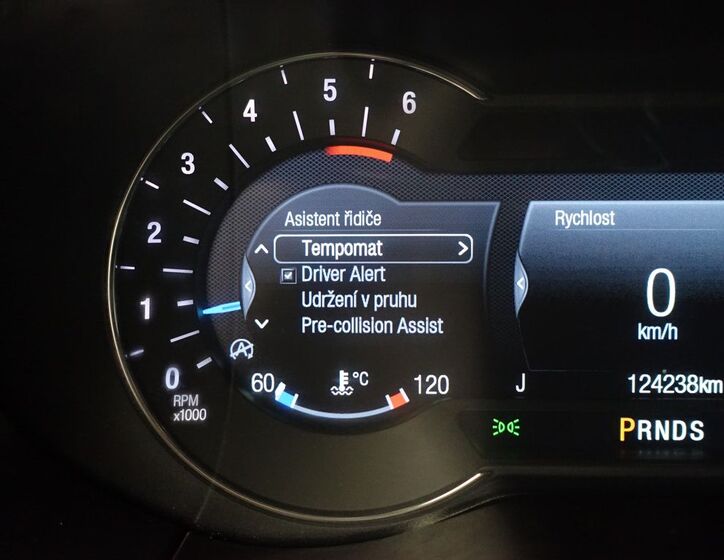 0
1
2
3
4
5
6
RPM
x1000
Asistent řidiče
Tempomat
Driver Alert
Udržení v pruhu
Pre-collision Assist
60
°C
120
Rychlost
0
km/h
J
124238km
PRNDS